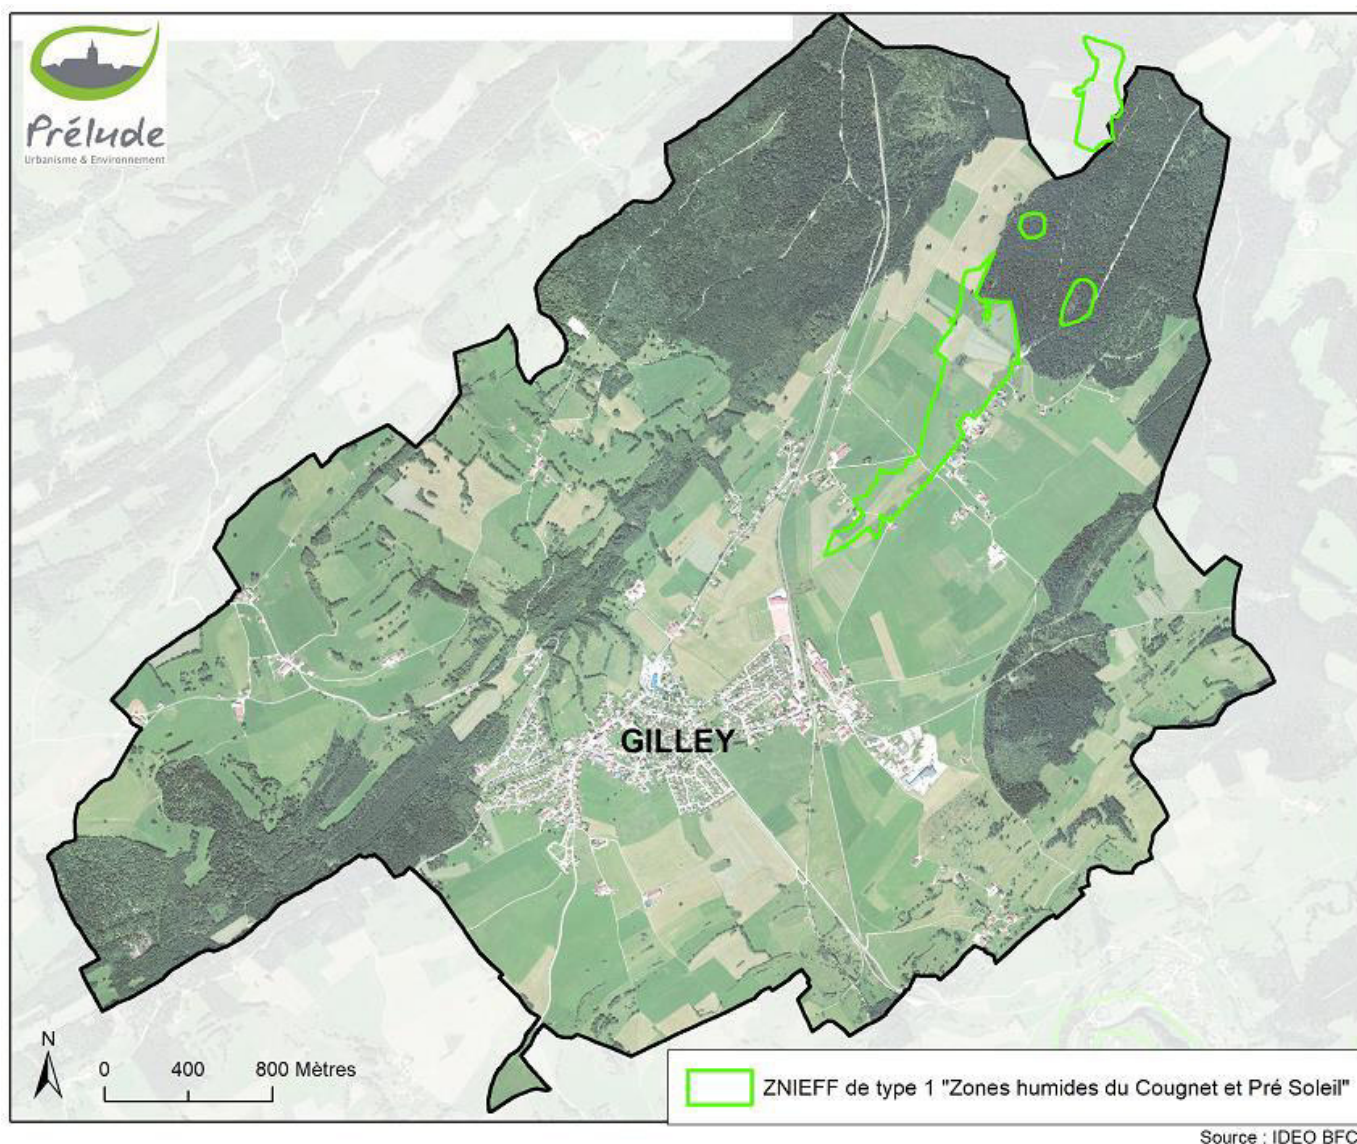 Prélude
Urbanisme & Environnement
GILLEY
N
0 400 800 Mètres
ZNIEFF de type 1 "Zones humides du Cougnet et Pré Soleil"
Source : IDEO BFC